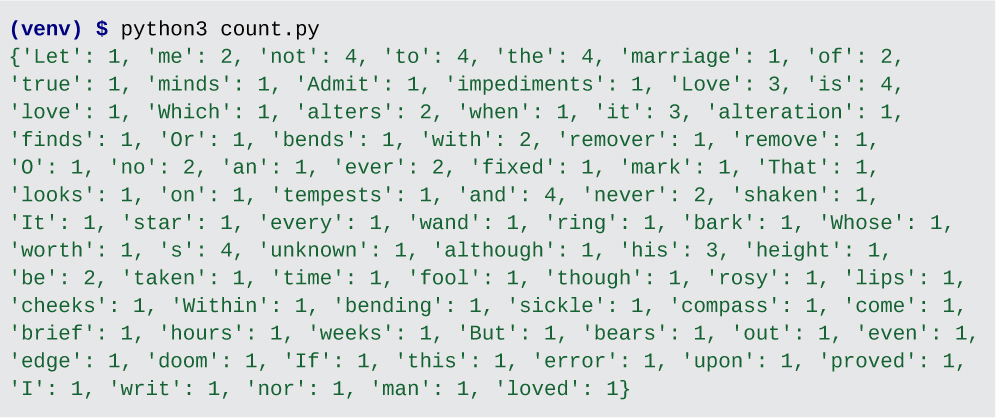 (venv) $ python3 count.py
{'Let': 1, 'me': 2, 'not': 4, 'to': 4, 'the': 4, 'marriage': 1, 'of': 2,
'true': 1, 'minds': 1, 'Admit': 1, 'impediments': 1, 'Love': 3, 'is': 4,
'love': 1, 'Which': 1, 'alters': 2, 'when': 1, 'it': 3, 'alteration': 1,
'finds': 1, 'Or': 1, 'bends': 1, 'with': 2, 'remover': 1, 'remove': 1,
'O': 1, 'no': 2, 'an': 1, 'ever': 2, 'fixed': 1, 'mark': 1, 'That': 1,
'looks': 1, 'on': 1, 'tempests': 1, 'and': 4, 'never': 2, 'shaken': 1,
'It': 1, 'star': 1, 'every': 1, 'wand': 1, 'ring': 1, 'bark': 1, 'Whose': 1,
'worth': 1, 's': 4, 'unknown': 1, 'although': 1, 'his': 3, 'height': 1,
'be': 2, 'taken': 1, 'time': 1, 'fool': 1, 'though': 1, 'rosy': 1, 'lips': 1,
'cheeks': 1, 'Within': 1, 'bending': 1, 'sickle': 1, 'compass': 1, 'come': 1,
'brief': 1, 'hours': 1, 'weeks': 1, 'But': 1, 'bears': 1, 'out': 1, 'even': 1,
'edge': 1, 'doom': 1, 'If': 1, 'this': 1, 'error': 1, 'upon': 1, 'proved': 1,
'I': 1, 'writ': 1, 'nor': 1, 'man': 1, 'loved': 1}